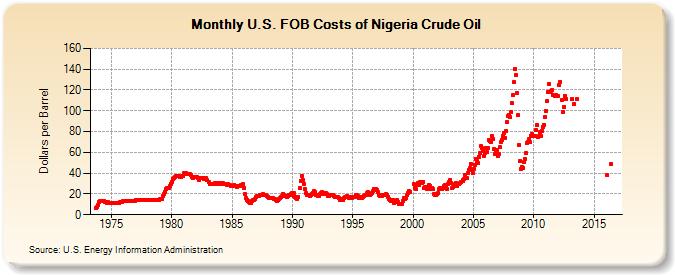 Monthly U.S. FOB Costs of Nigeria Crude Oil
Dollars per Barrel
160
140
120
100
80
60
40
20
0
1975 1980 1985 1990 1995 2000 2005 2010 2015
Source: U.S. Energy Information Administration